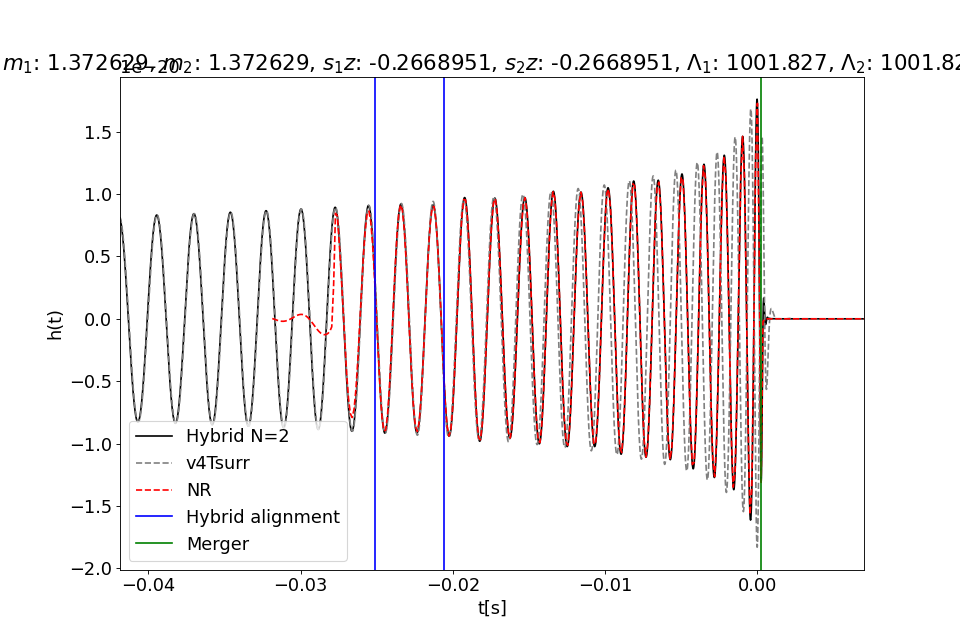 m₁: 1.372629, m₂: 1.372629, s₁z: -0.2668951, s₂z: -0.2668951, Λ₁: 1001.827, Λ₂: 1001.82
1e−20
1.5
1.0
0.5
0.0
−0.5
−1.0
−1.5
−2.0
h(t)
Hybrid N=2
v4Tsurr
NR
Hybrid alignment
Merger
−0.04 −0.03 −0.02 −0.01 0.00
t[s]